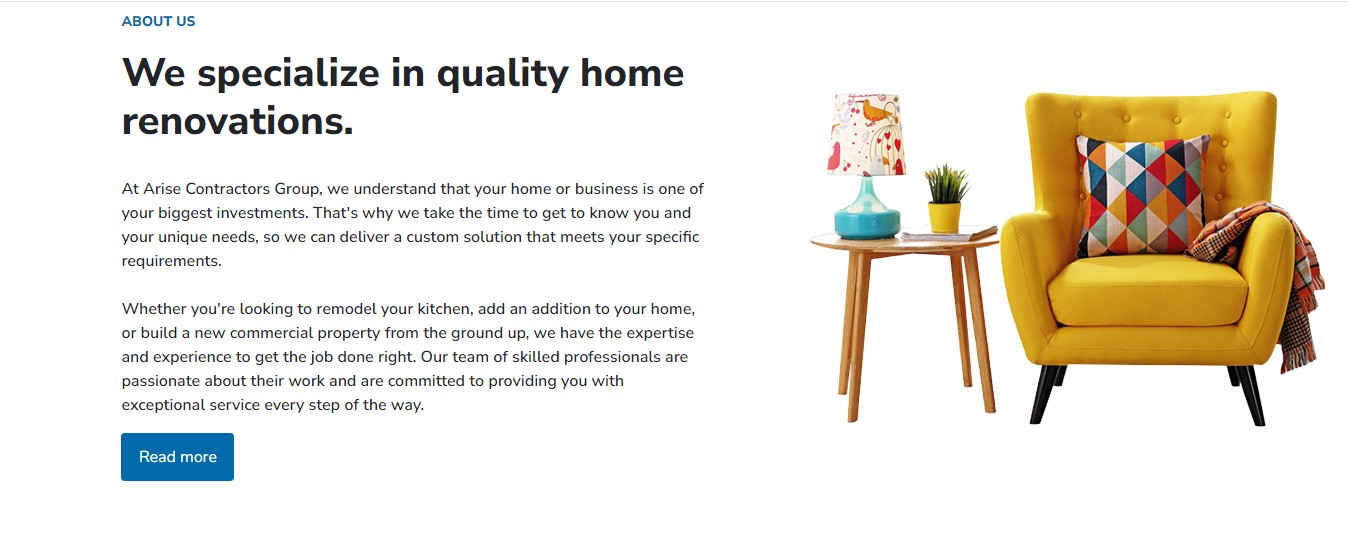 ABOUT US
We specialize in quality home
renovations.
At Arise Contractors Group, we understand that your home or business is one of
your biggest investments. That's why we take the time to get to know you and
your unique needs, so we can deliver a custom solution that meets your specific
requirements.
Whether you're looking to remodel your kitchen, add an addition to your home,
or build a new commercial property from the ground up, we have the expertise
and experience to get the job done right. Our team of skilled professionals are
passionate about their work and are committed to providing you with
exceptional service every step of the way.
Read more